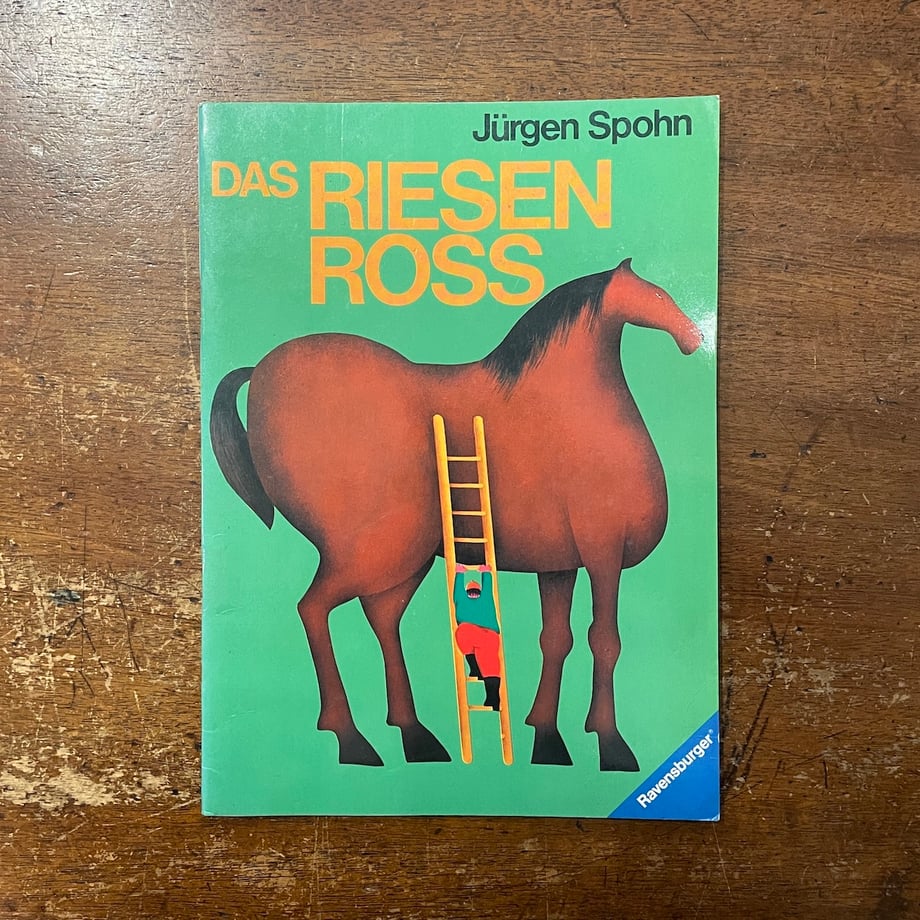 Jürgen Spohn
DAS RIESEN
ROSS
Ravensburger®